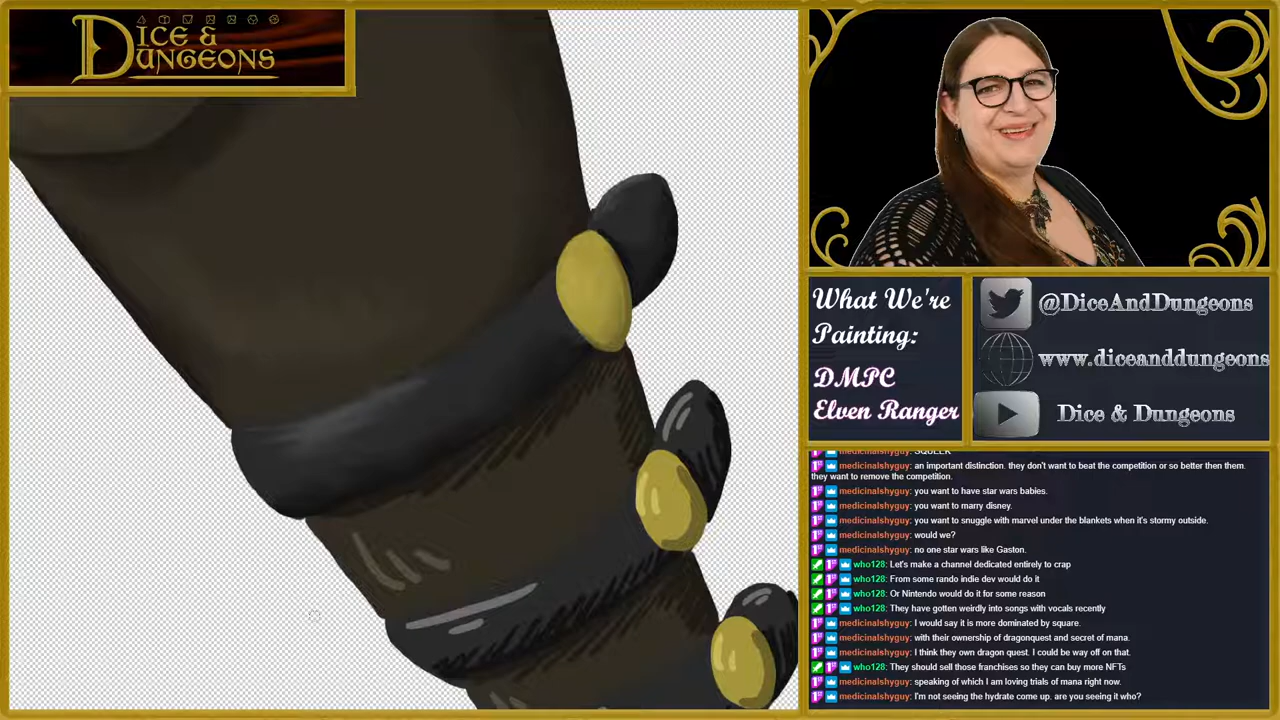 Dice &
Dungeons
What We're
Painting:
DMPC
Elven Ranger
@DiceAndDungeons
www.diceanddungeons
Dice & Dungeons
medicinalshyguy: SQUEEK
medicinalshyguy: an important distinction. they don't want to beat the competition or so better then them.
they want to remove the competition.
medicinalshyguy: you want to have star wars babies.
medicinalshyguy: you want to marry disney.
medicinalshyguy: you want to snuggle with marvel under the blankets when it's stormy outside.
medicinalshyguy: would we?
medicinalshyguy: no one star wars like Gaston.
who128: Let's make a channel dedicated entirely to crap
who128: From some rando indie dev would do it
who128: Or Nintendo would do it for some reason
who128: They have gotten weirdly into songs with vocals recently
medicinalshyguy: I would say it is more dominated by square.
medicinalshyguy: with their ownership of dragonquest and secret of mana.
medicinalshyguy: I think they own dragon quest. I could be way off on that.
who128: They should sell those franchises so they can buy more NFTs
medicinalshyguy: speaking of which I am loving trials of mana right now.
medicinalshyguy: I'm not seeing the hydrate come up. are you seeing it who?